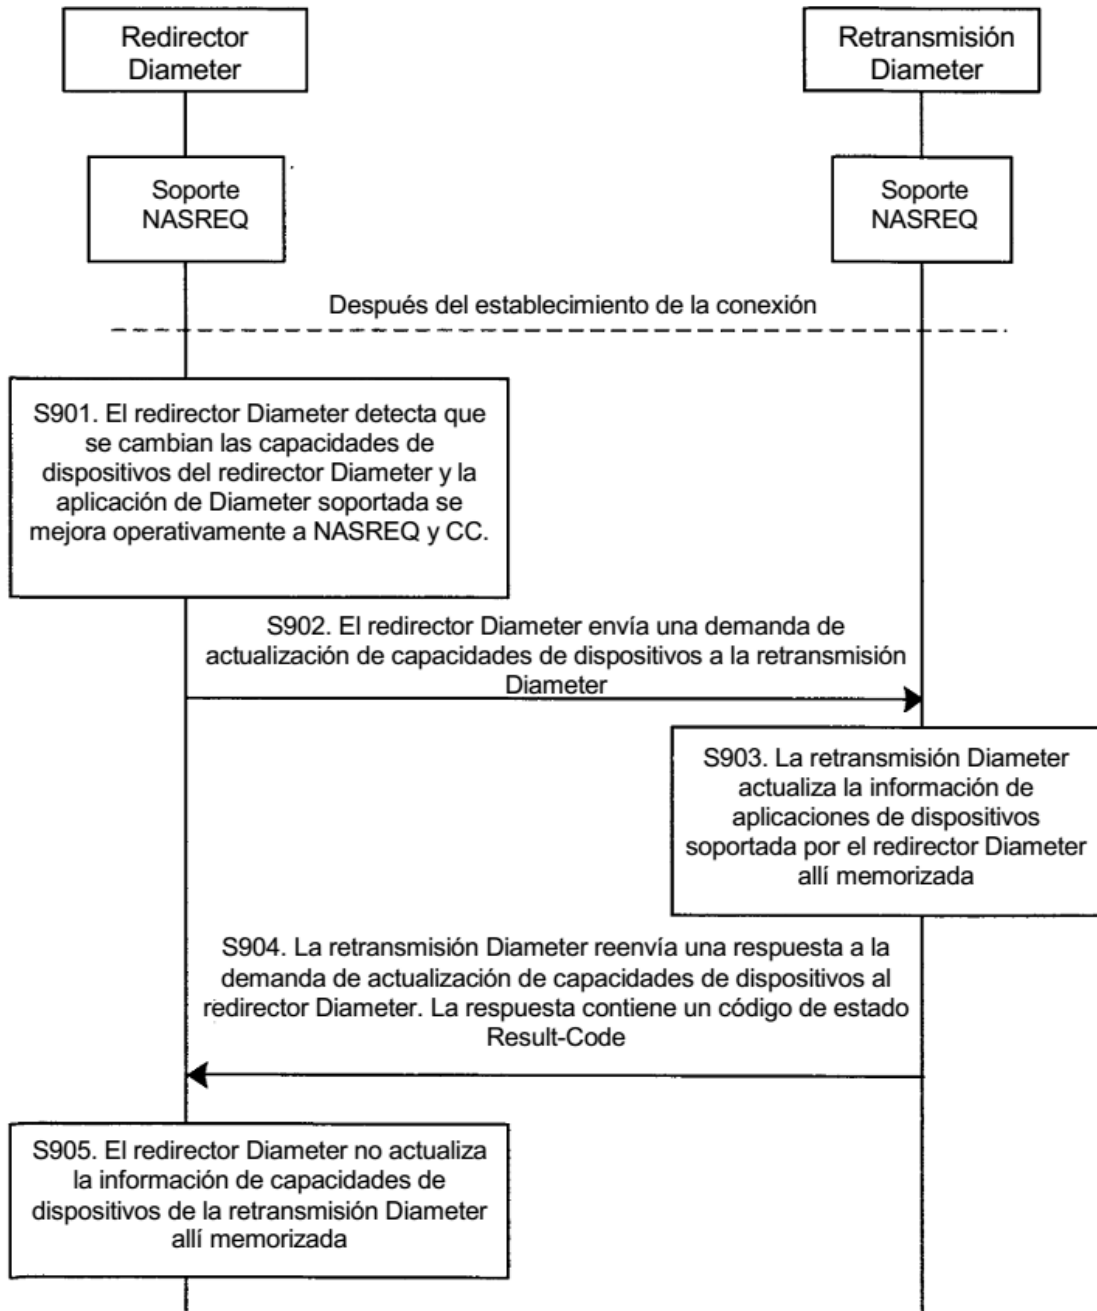 Redirector
Diameter
Retransmisión
Diameter
Soporte
NASREQ
Soporte
NASREQ
Después del establecimiento de la conexión
S901. El redirector Diameter detecta que
se cambian las capacidades de
dispositivos del redirector Diameter y la
aplicación de Diameter soportada se
mejora operativamente a NASREQ y CC.
S902. El redirector Diameter envía una demanda de
actualización de capacidades de dispositivos a la retransmisión
Diameter
S903. La retransmisión Diameter
actualiza la información de
aplicaciones de dispositivos
soportada por el redirector Diameter
allí memorizada
S904. La retransmisión Diameter reenvía una respuesta a la
demanda de actualización de capacidades de dispositivos al
redirector Diameter. La respuesta contiene un código de estado
Result-Code
S905. El redirector Diameter no actualiza
la información de capacidades de
dispositivos de la retransmisión Diameter
allí memorizada